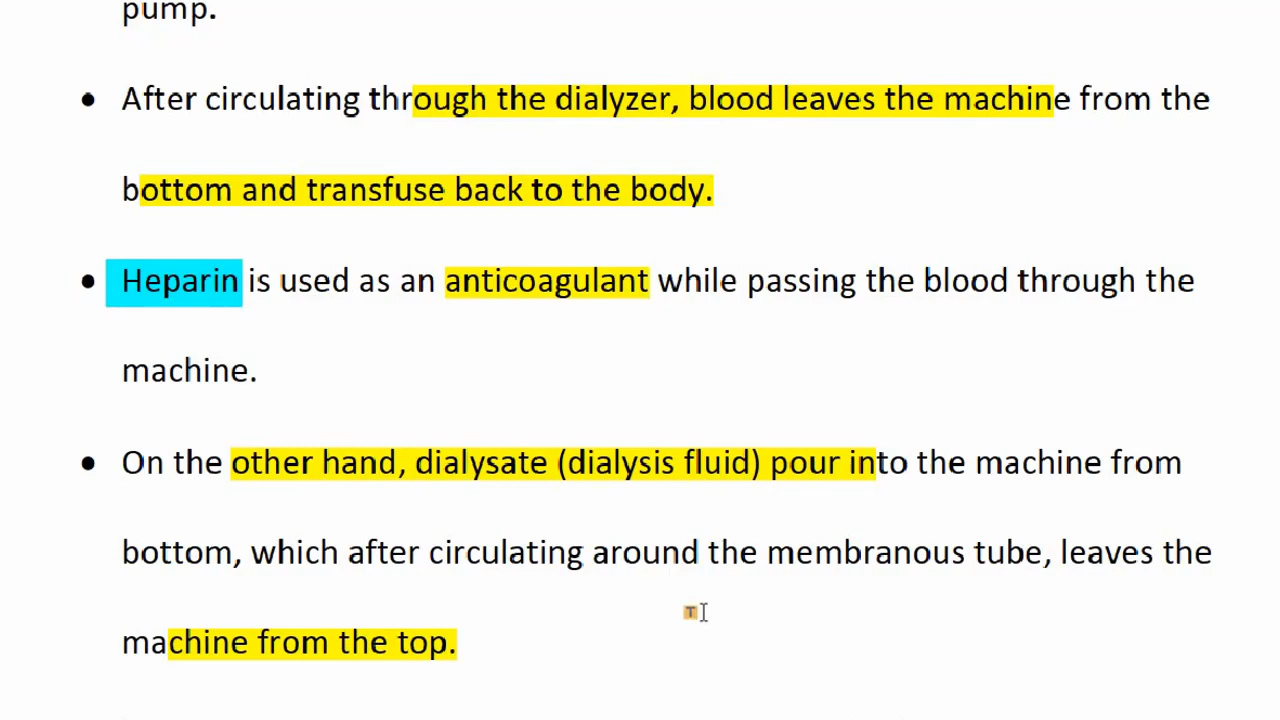 pump.
• After circulating through the dialyzer, blood leaves the machine from the
bottom and transfuse back to the body.
• Heparin is used as an anticoagulant while passing the blood through the
machine.
• On the other hand, dialysate (dialysis fluid) pour into the machine from
bottom, which after circulating around the membranous tube, leaves the
machine from the top.